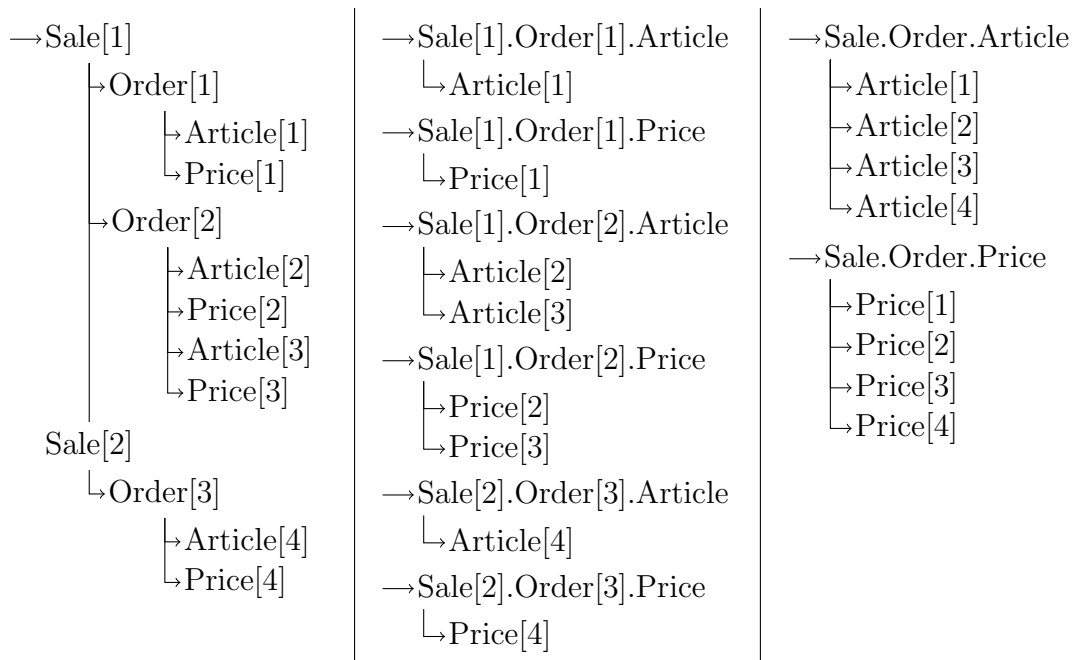 →Sale[1]
→Order[1]
→Article[1]
→Price[1]
→Order[2]
→Article[2]
→Price[2]
→Article[3]
→Price[3]
Sale[2]
→Order[3]
→Article[4]
→Price[4]
→Sale[1].Order[1].Article
→Article[1]
→Sale[1].Order[1].Price
→Price[1]
→Sale[1].Order[2].Article
→Article[2]
→Article[3]
→Sale[1].Order[2].Price
→Price[2]
→Price[3]
→Sale[2].Order[3].Article
→Article[4]
→Sale[2].Order[3].Price
→Price[4]
→Sale.Order.Article
→Article[1]
→Article[2]
→Article[3]
→Article[4]
→Sale.Order.Price
→Price[1]
→Price[2]
→Price[3]
→Price[4]